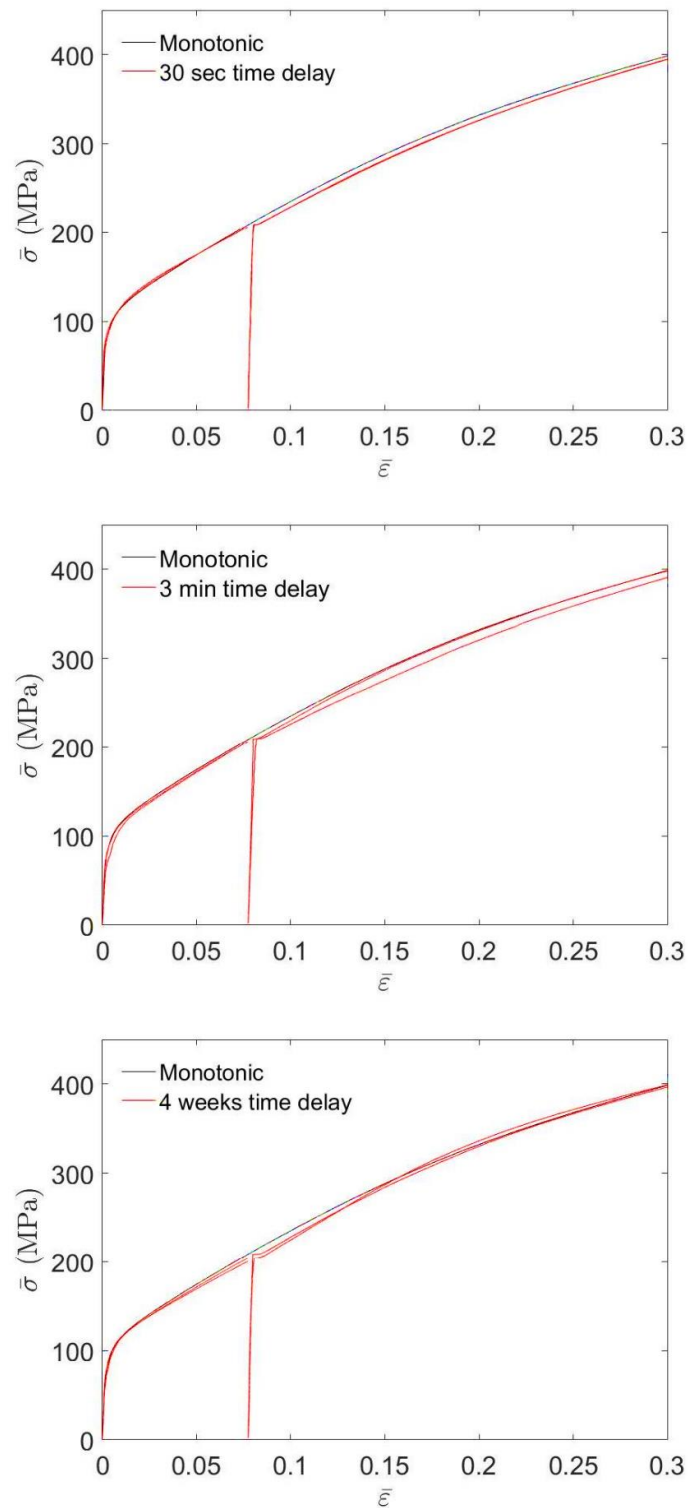 Monotonic
30 sec time delay
400
300
200
100
0
σ̄ (MPa)
0 0.05 0.1 0.15 0.2 0.25 0.3
ε̄
Monotonic
3 min time delay
400
300
200
100
0
σ̄ (MPa)
0 0.05 0.1 0.15 0.2 0.25 0.3
ε̄
Monotonic
4 weeks time delay
400
300
200
100
0
σ̄ (MPa)
0 0.05 0.1 0.15 0.2 0.25 0.3
ε̄